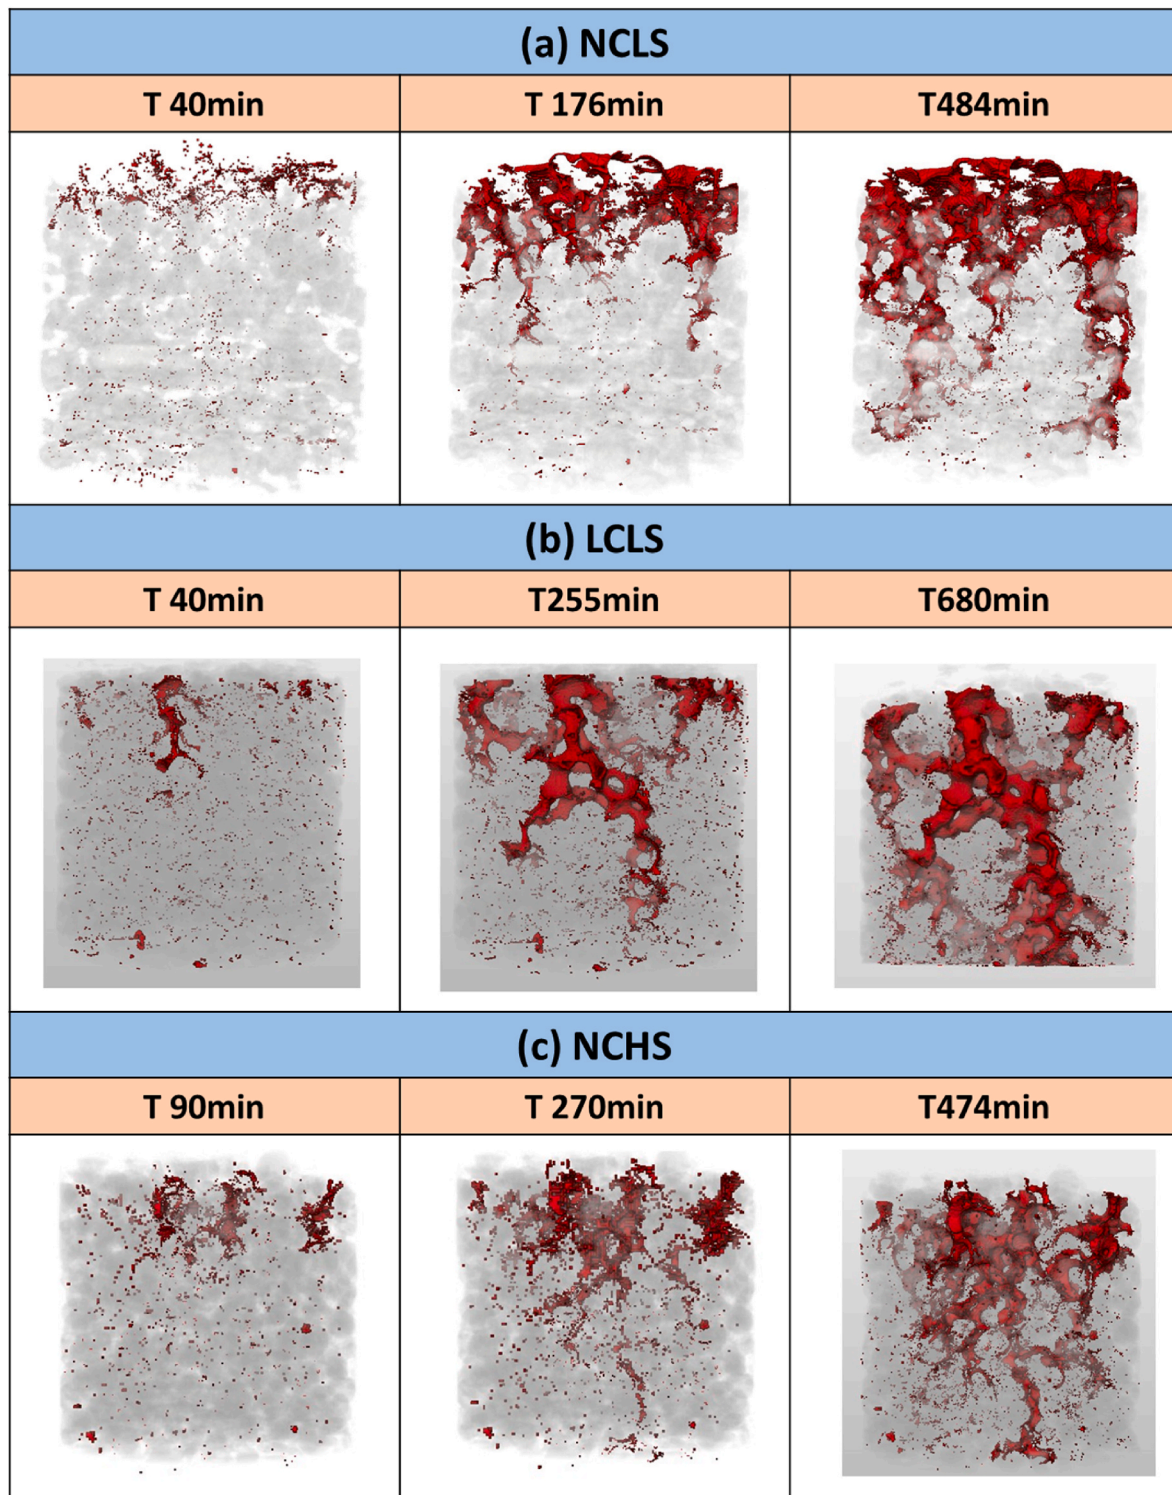 (a) NCLS
T 40min
T 176min
T484min
(b) LCLS
T 40min
T255min
T680min
(c) NCHS
T 90min
T 270min
T474min